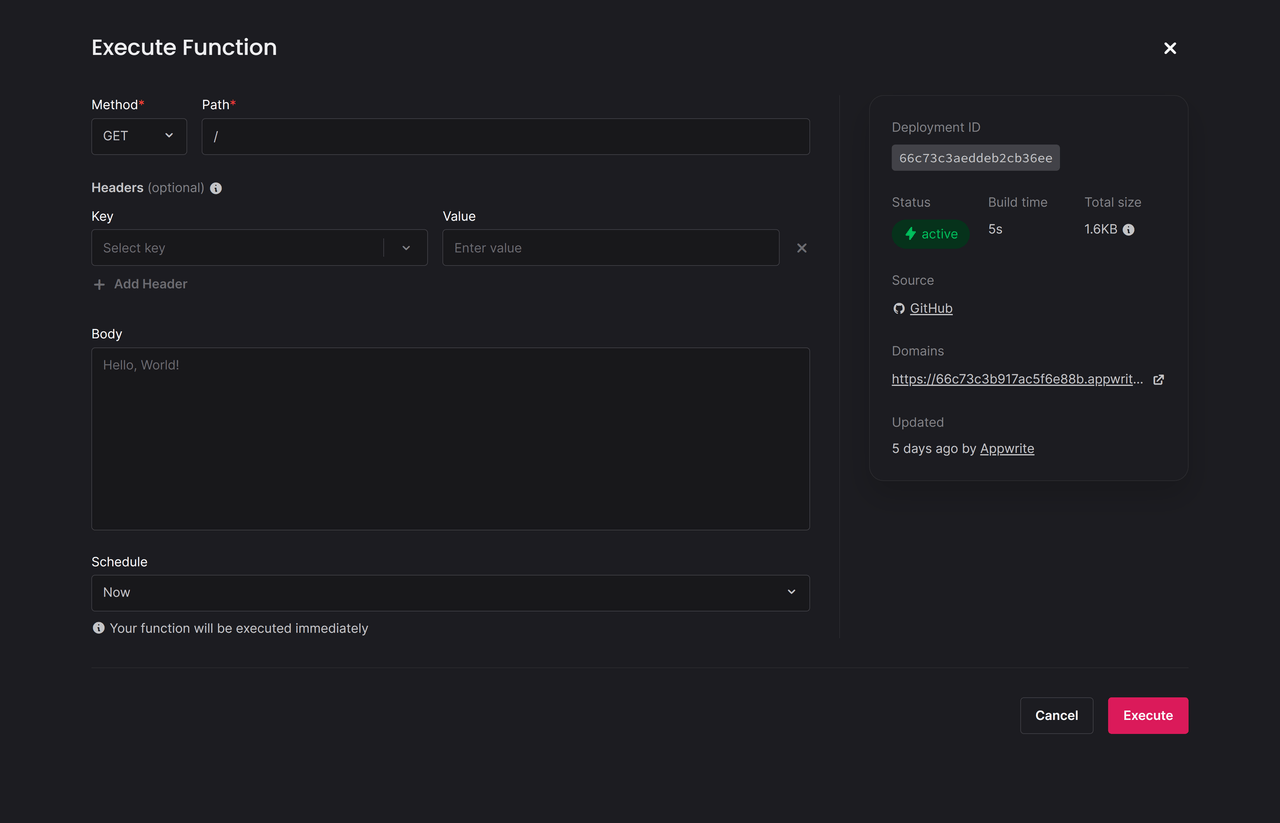 Execute Function
Method*
Path*
GET
/
Headers (optional)
Key
Value
Select key
Enter value
Add Header
Body
Hello, World!
Schedule
Now
Your function will be executed immediately
Deployment ID
66c73c3aeddeb2cb36ee
Status
Build time
Total size
active
5s
1.6KB
Source
GitHub
Domains
https://66c73c3b917ac5f6e88b.appwrit...
Updated
5 days ago by Appwrite
Cancel
Execute